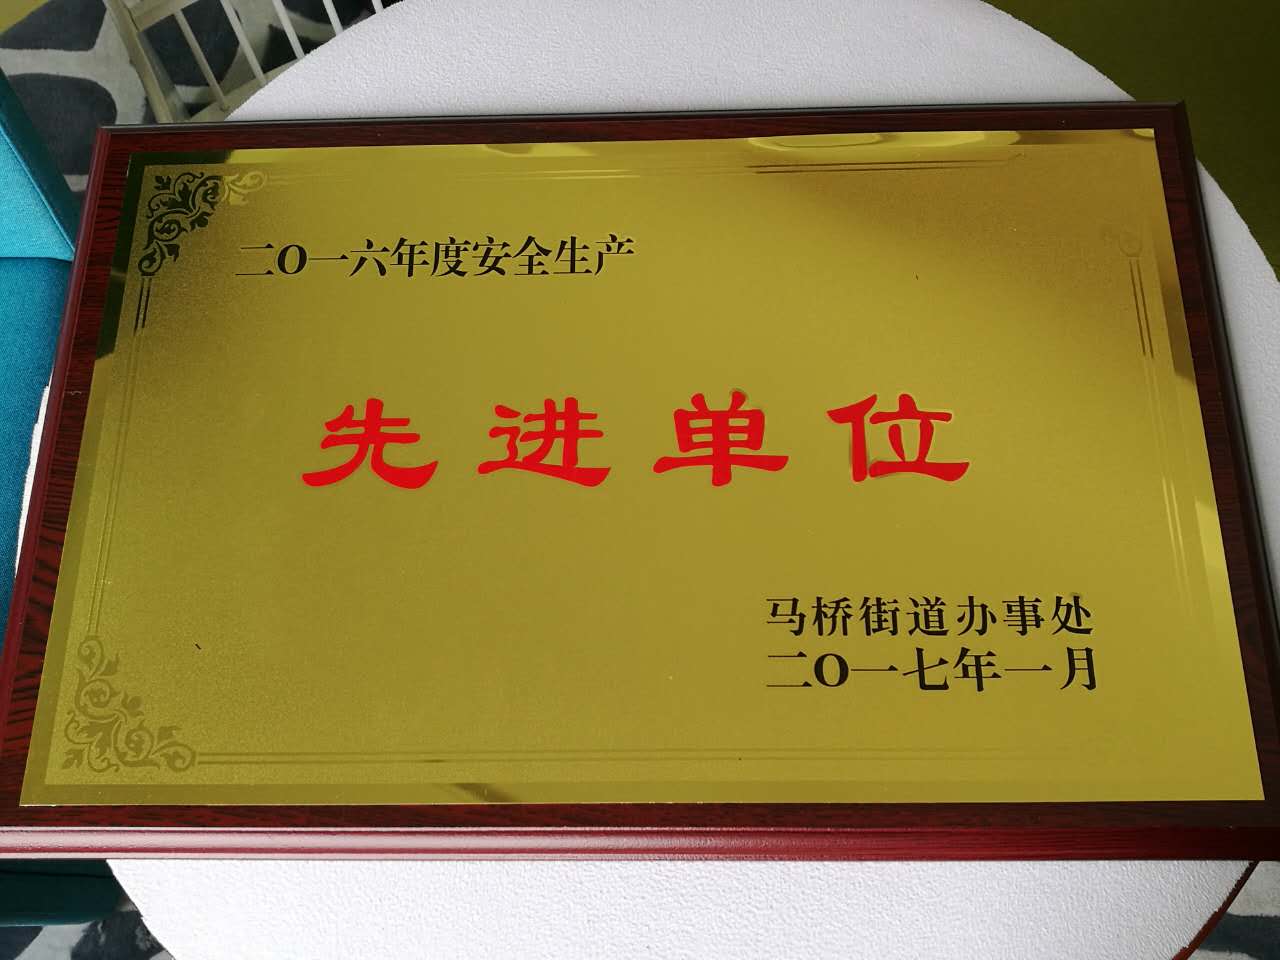 二O一六年度安全生产
先进单位
马桥街道办事处
二O一七年一月